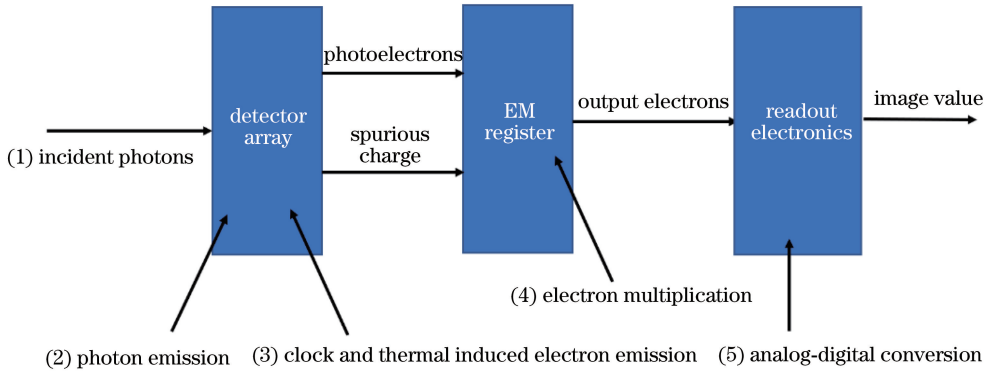 (1) incident photons
detector
array
photoelectrons
spurious
charge
EM
register
output electrons
readout
electronics
image value
(2) photon emission
(3) clock and thermal induced electron emission
(4) electron multiplication
(5) analog-digital conversion